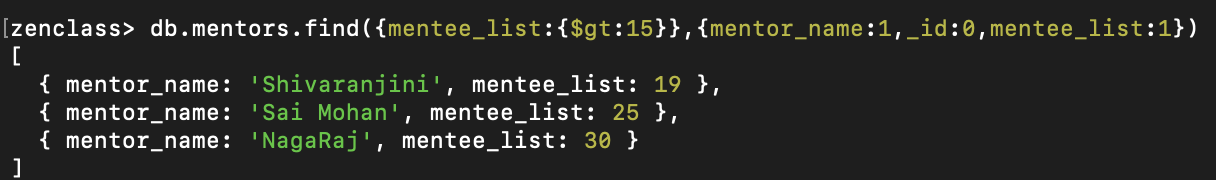 [zenclass> db.mentors.find({mentee_list:{$gt:15}},{mentor_name:1,_id:0,mentee_list:1})
[
  { mentor_name: 'Shivaranjini', mentee_list: 19 },
  { mentor_name: 'Sai Mohan', mentee_list: 25 },
  { mentor_name: 'NagaRaj', mentee_list: 30 }
]